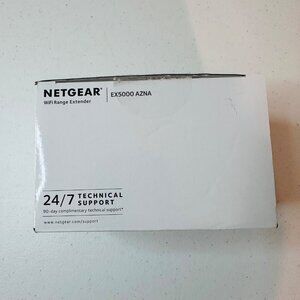 NETGEAR®
WiFi Range Extender
EX5000 AZNA
24/7 TECHNICAL SUPPORT
90-day complimentary technical support*
www.netgear.com/support